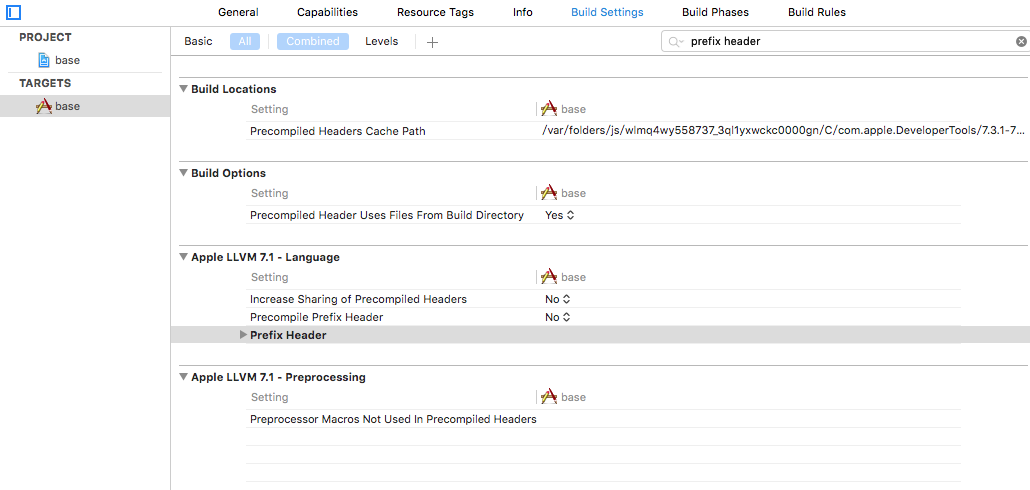 General Capabilities Resource Tags Info Build Settings Build Phases Build Rules
PROJECT
base
TARGETS
base
Basic All Combined Levels + prefix header
Build Locations
Setting base
Precompiled Headers Cache Path /var/folders/js/wlmq4wy558737_3ql1yxwckc0000gn/C/com.apple.DeveloperTools/7.3.1-7...
Build Options
Setting base
Precompiled Header Uses Files From Build Directory Yes
Apple LLVM 7.1 - Language
Setting base
Increase Sharing of Precompiled Headers No
Precompile Prefix Header No
Prefix Header
Apple LLVM 7.1 - Preprocessing
Setting base
Preprocessor Macros Not Used In Precompiled Headers